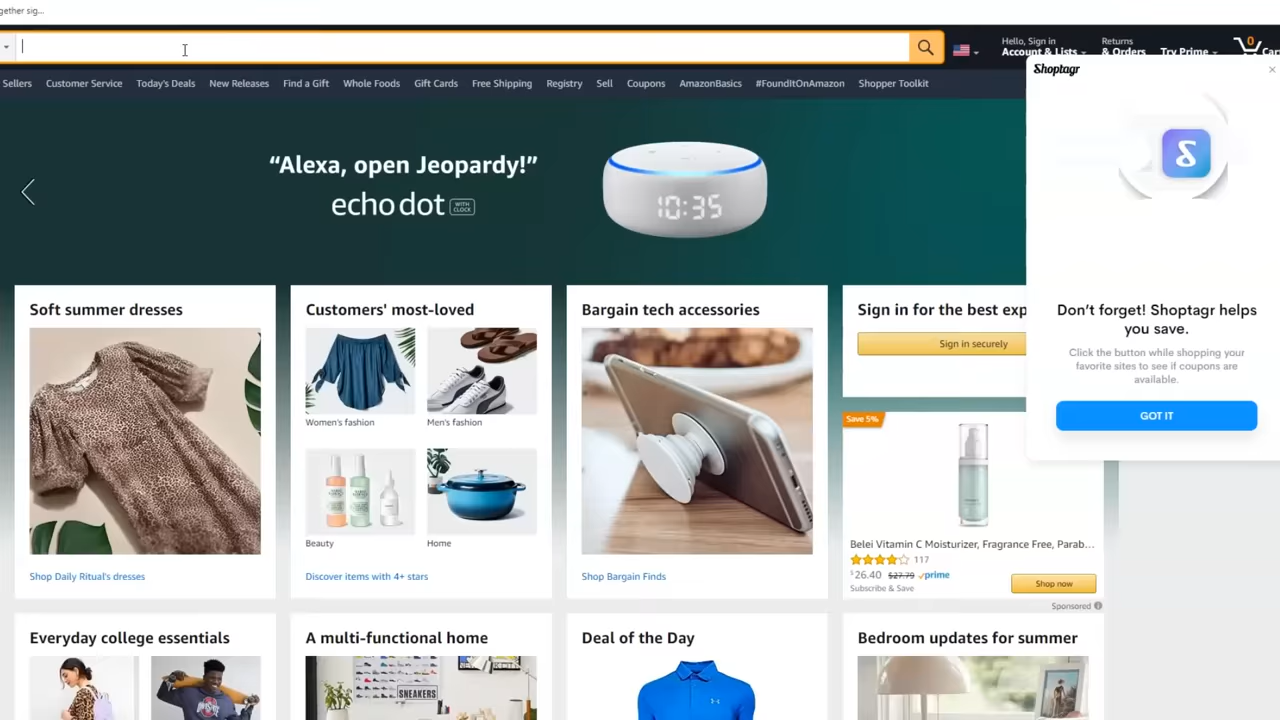 gether sig...
Hello, Sign in
Account & Lists
Returns
& Orders
Try Prime
0
Car
Sellers
Customer Service
Today's Deals
New Releases
Find a Gift
Whole Foods
Gift Cards
Free Shipping
Registry
Sell
Coupons
AmazonBasics
#FoundItOnAmazon
Shopper Toolkit
Shoptagr
“Alexa, open Jeopardy!”
echo dot WITH CLOCK
10:35
Don’t forget! Shoptagr helps
you save.
Click the button while shopping your
favorite sites to see if coupons are
available.
GOT IT
Soft summer dresses
Shop Daily Ritual's dresses
Customers' most-loved
Women's fashion
Men's fashion
Beauty
Home
Discover items with 4+ stars
Bargain tech accessories
Shop Bargain Finds
Sign in for the best exp
Sign in securely
Save 5%
Belei Vitamin C Moisturizer, Fragrance Free, Parab...
117
$26.40 $27.79 prime
Subscribe & Save
Shop now
Sponsored
Everyday college essentials
A multi-functional home
SNEAKERS
Deal of the Day
Bedroom updates for summer